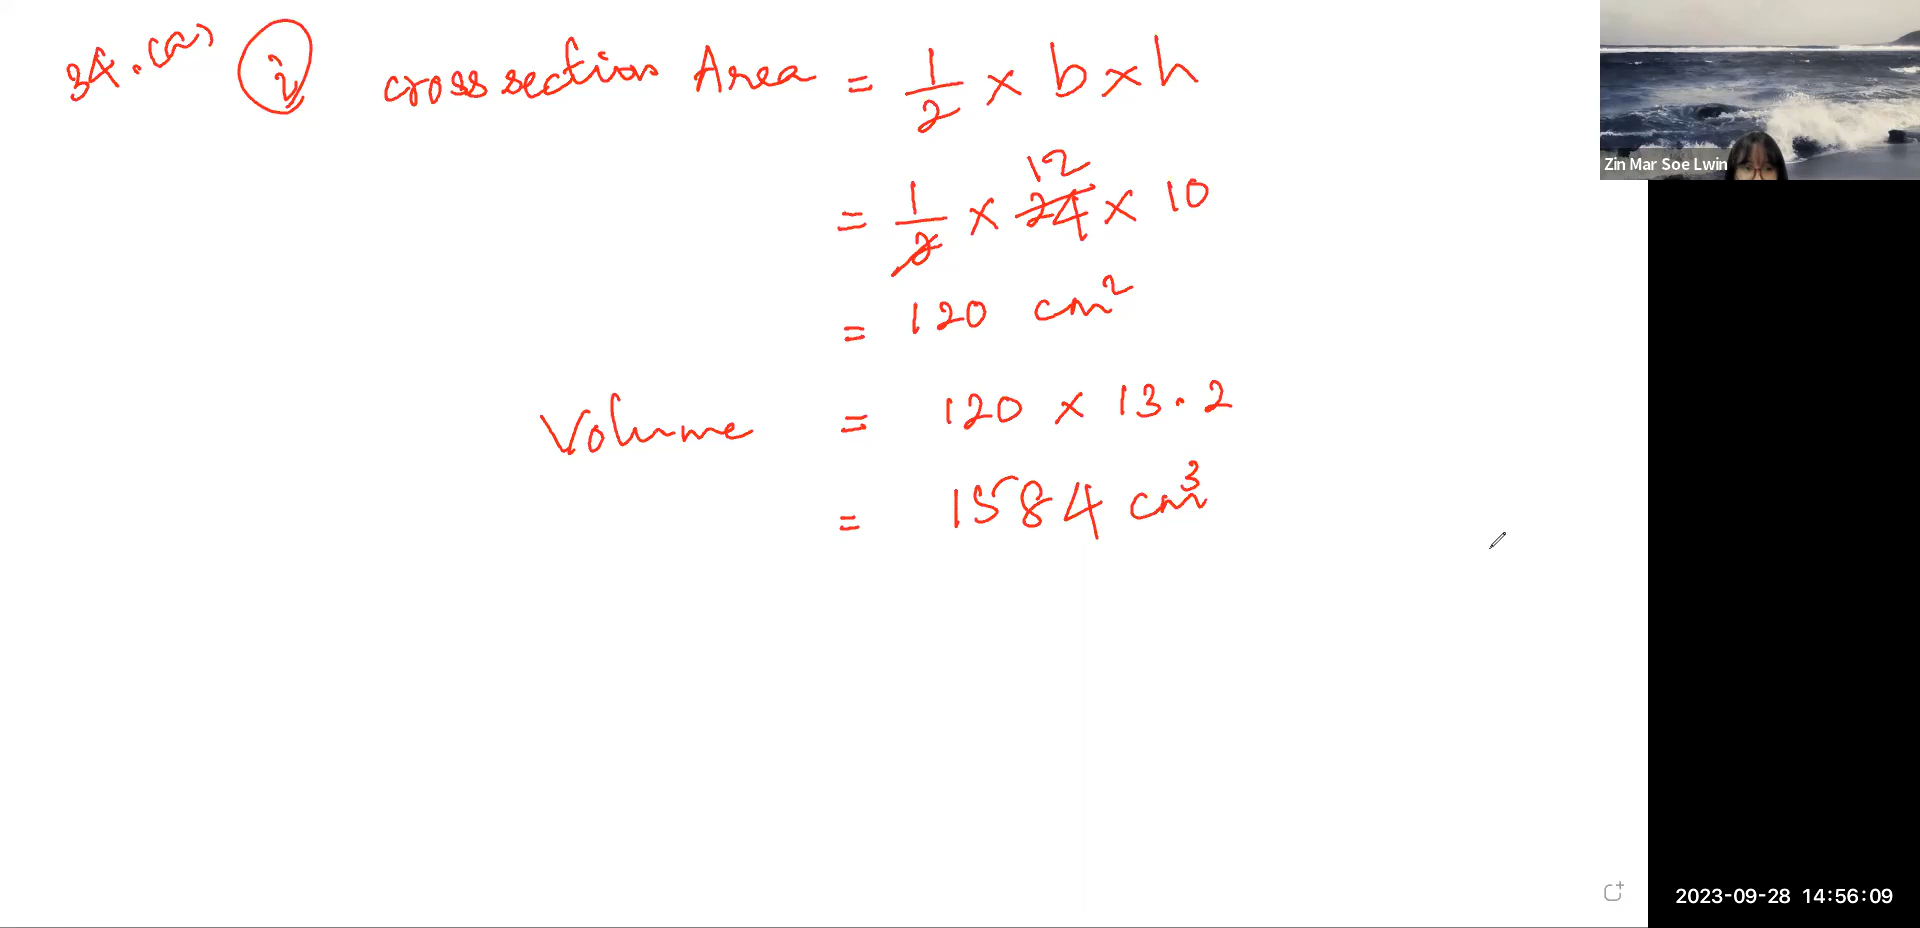 34. (a) i cross section Area = 1/2 × b × h
= 1/2 × 24 × 10
12
= 120 cm²
Volume = 120 × 13.2
= 1584 cm³
Zin Mar Soe Lwin
2023-09-28 14:56:09